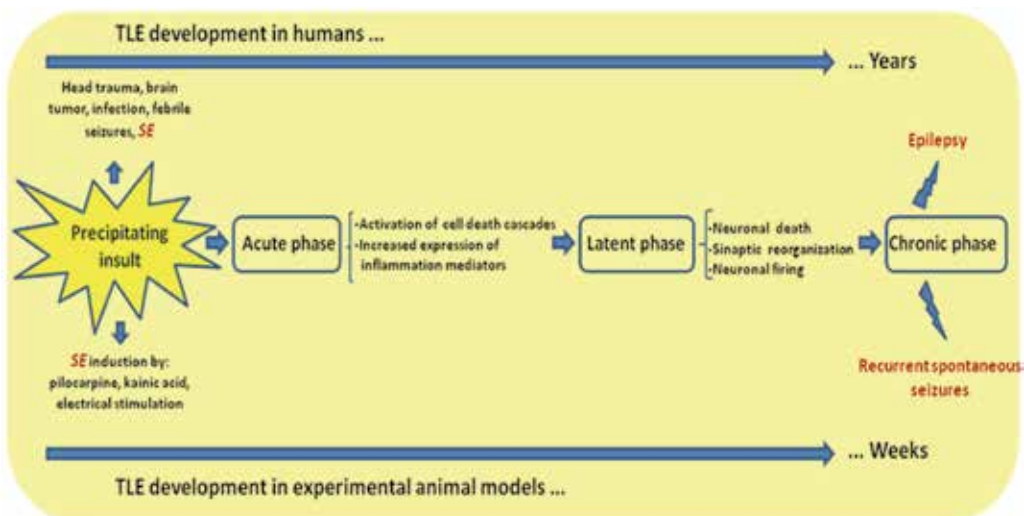 TLE development in humans ...
... Years
Head trauma, brain
tumor, infection, febrile
seizures, SE
Epilepsy
Precipitating
insult
Acute phase
-Activation of cell death cascades
-Increased expression of
inflammation mediators
Latent phase
-Neuronal death
-Sinaptic reorganization
-Neuronal firing
Chronic phase
SE induction by:
pilocarpine, kainic acid,
electrical stimulation
Recurrent spontaneous
seizures
... Weeks
TLE development in experimental animal models ...